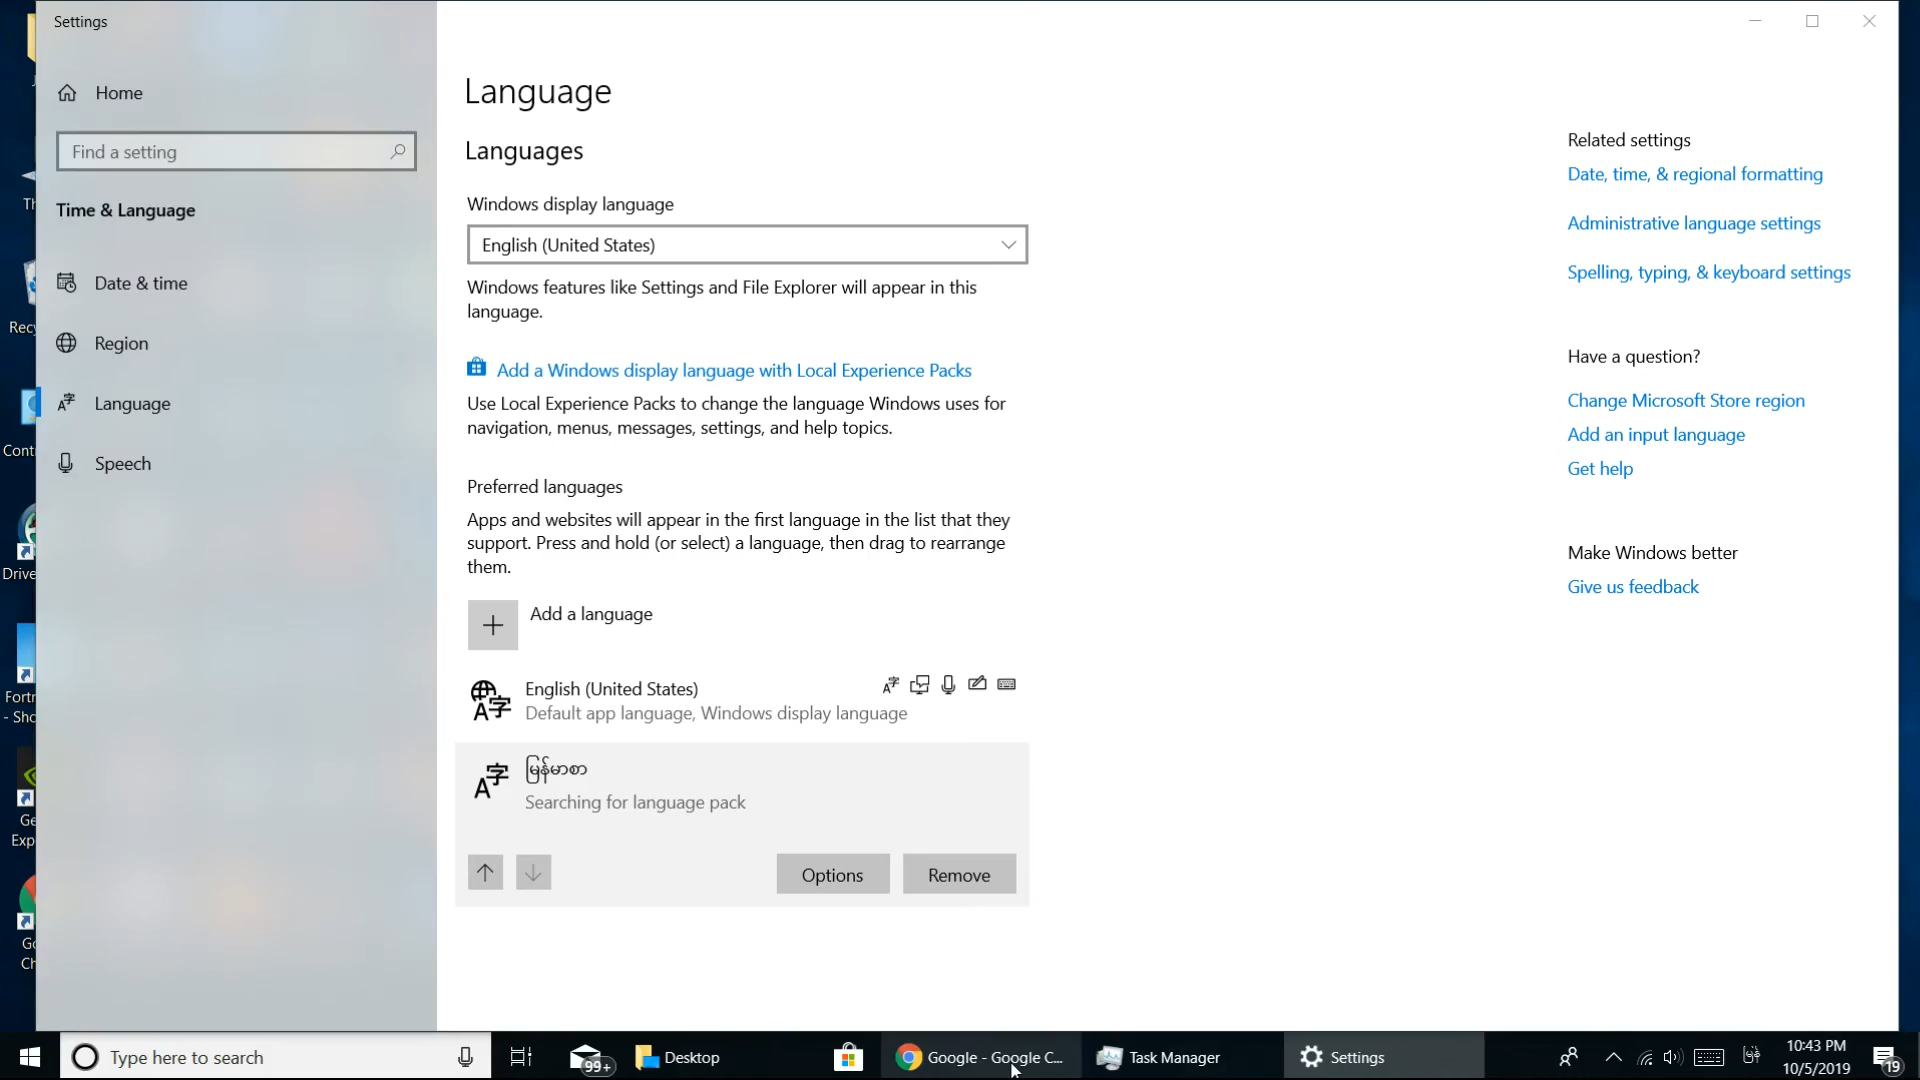 Settings
Home
Find a setting
Time & Language
Date & time
Region
Language
Speech
Language
Languages
Windows display language
English (United States)
Windows features like Settings and File Explorer will appear in this
language.
Add a Windows display language with Local Experience Packs
Use Local Experience Packs to change the language Windows uses for
navigation, menus, messages, settings, and help topics.
Preferred languages
Apps and websites will appear in the first language in the list that they
support. Press and hold (or select) a language, then drag to rearrange
them.
Add a language
English (United States)
Default app language, Windows display language
မြန်မာစာ
Searching for language pack
Options
Remove
Related settings
Date, time, & regional formatting
Administrative language settings
Spelling, typing, & keyboard settings
Have a question?
Change Microsoft Store region
Add an input language
Get help
Make Windows better
Give us feedback
Type here to search
99+
Desktop
Google - Google C...
Task Manager
Settings
10:43 PM
10/5/2019
19